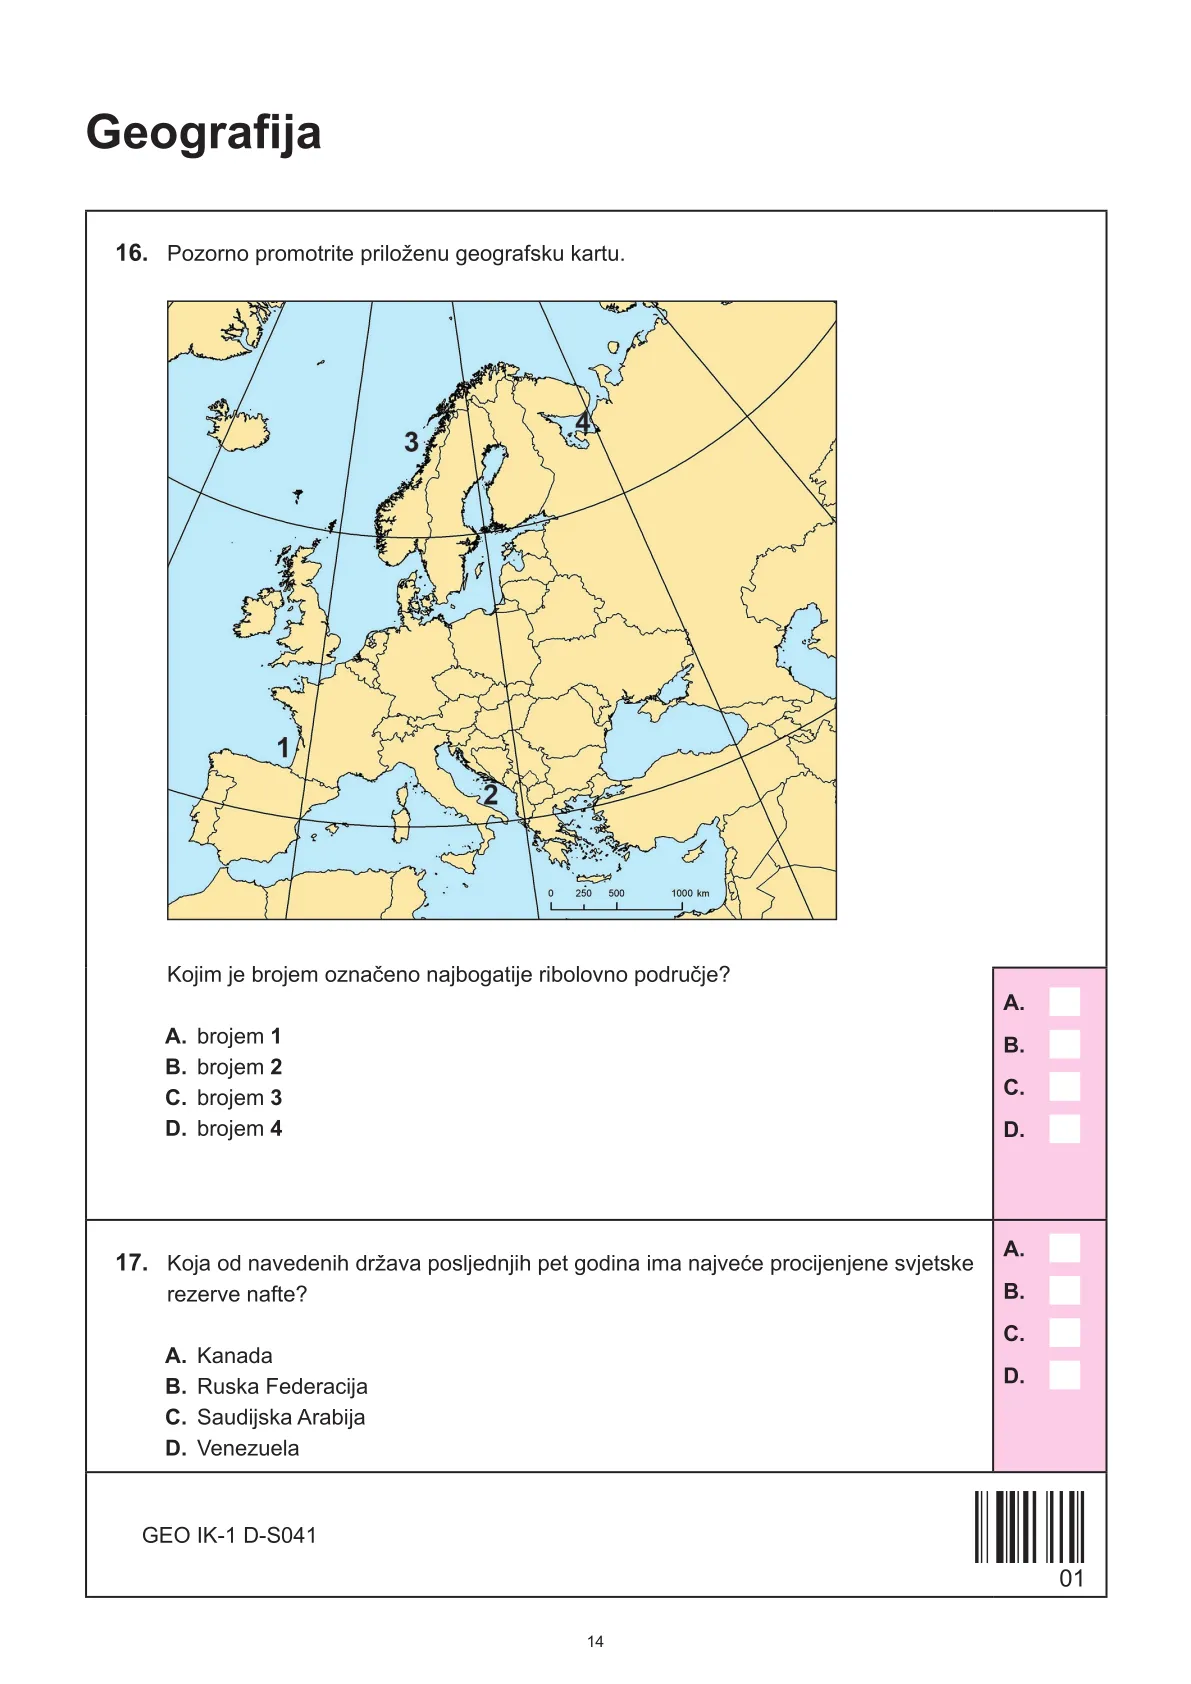 Geografija
16. Pozorno promotrite priloženu geografsku kartu.
3
4
1
2
0 250 500 1000 km
Kojim je brojem označeno najbogatije ribolovno područje?
A. brojem 1
B. brojem 2
C. brojem 3
D. brojem 4
A.
B.
C.
D.
17. Koja od navedenih država posljednjih pet godina ima najveće procijenjene svjetske
rezerve nafte?
A. Kanada
B. Ruska Federacija
C. Saudijska Arabija
D. Venezuela
A.
B.
C.
D.
GEO IK-1 D-S041
01
14